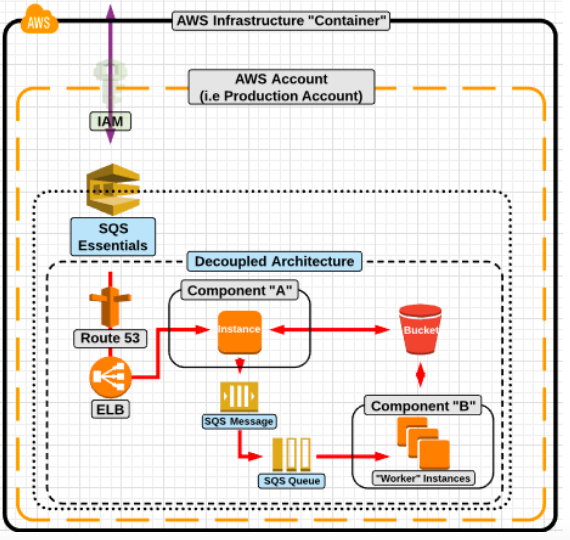 AWS
AWS Infrastructure "Container"
AWS Account
(i.e Production Account)
IAM
SQS
Essentials
Decoupled Architecture
Component "A"
Instance
Bucket
Route 53
ELB
SQS Message
Component "B"
SQS Queue
"Worker" Instances